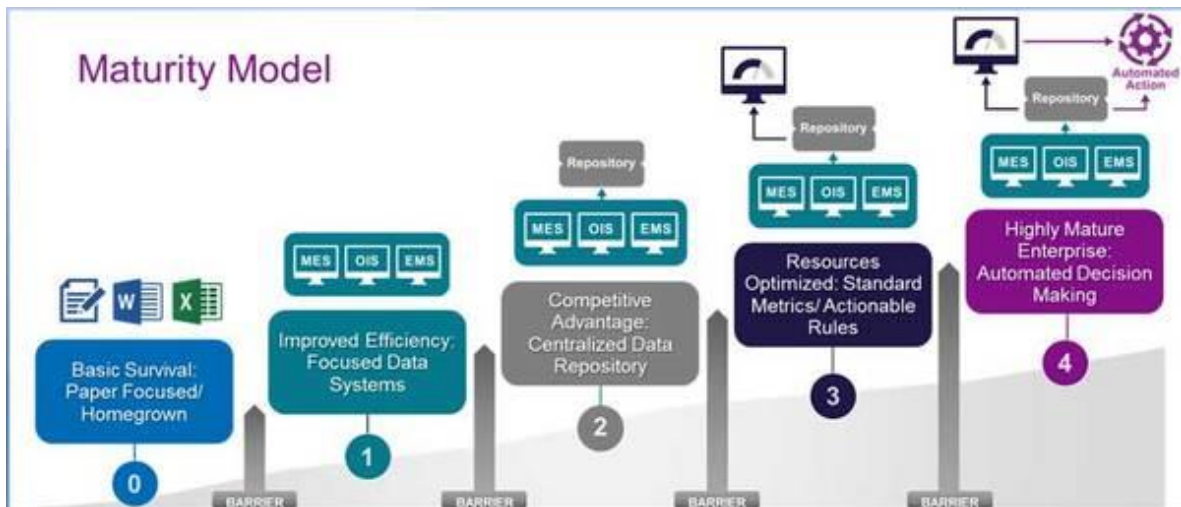 Maturity Model
W
X
Basic Survival:
Paper Focused/
Homegrown
0
BARRIER
MES OIS EMS
Improved Efficiency:
Focused Data
Systems
1
BARRIER
Repository
MES OIS EMS
Competitive
Advantage:
Centralized Data
Repository
2
BARRIER
Repository
MES OIS EMS
Resources
Optimized: Standard
Metrics/ Actionable
Rules
3
BARRIER
Automated
Action
Repository
MES OIS EMS
Highly Mature
Enterprise:
Automated Decision
Making
4